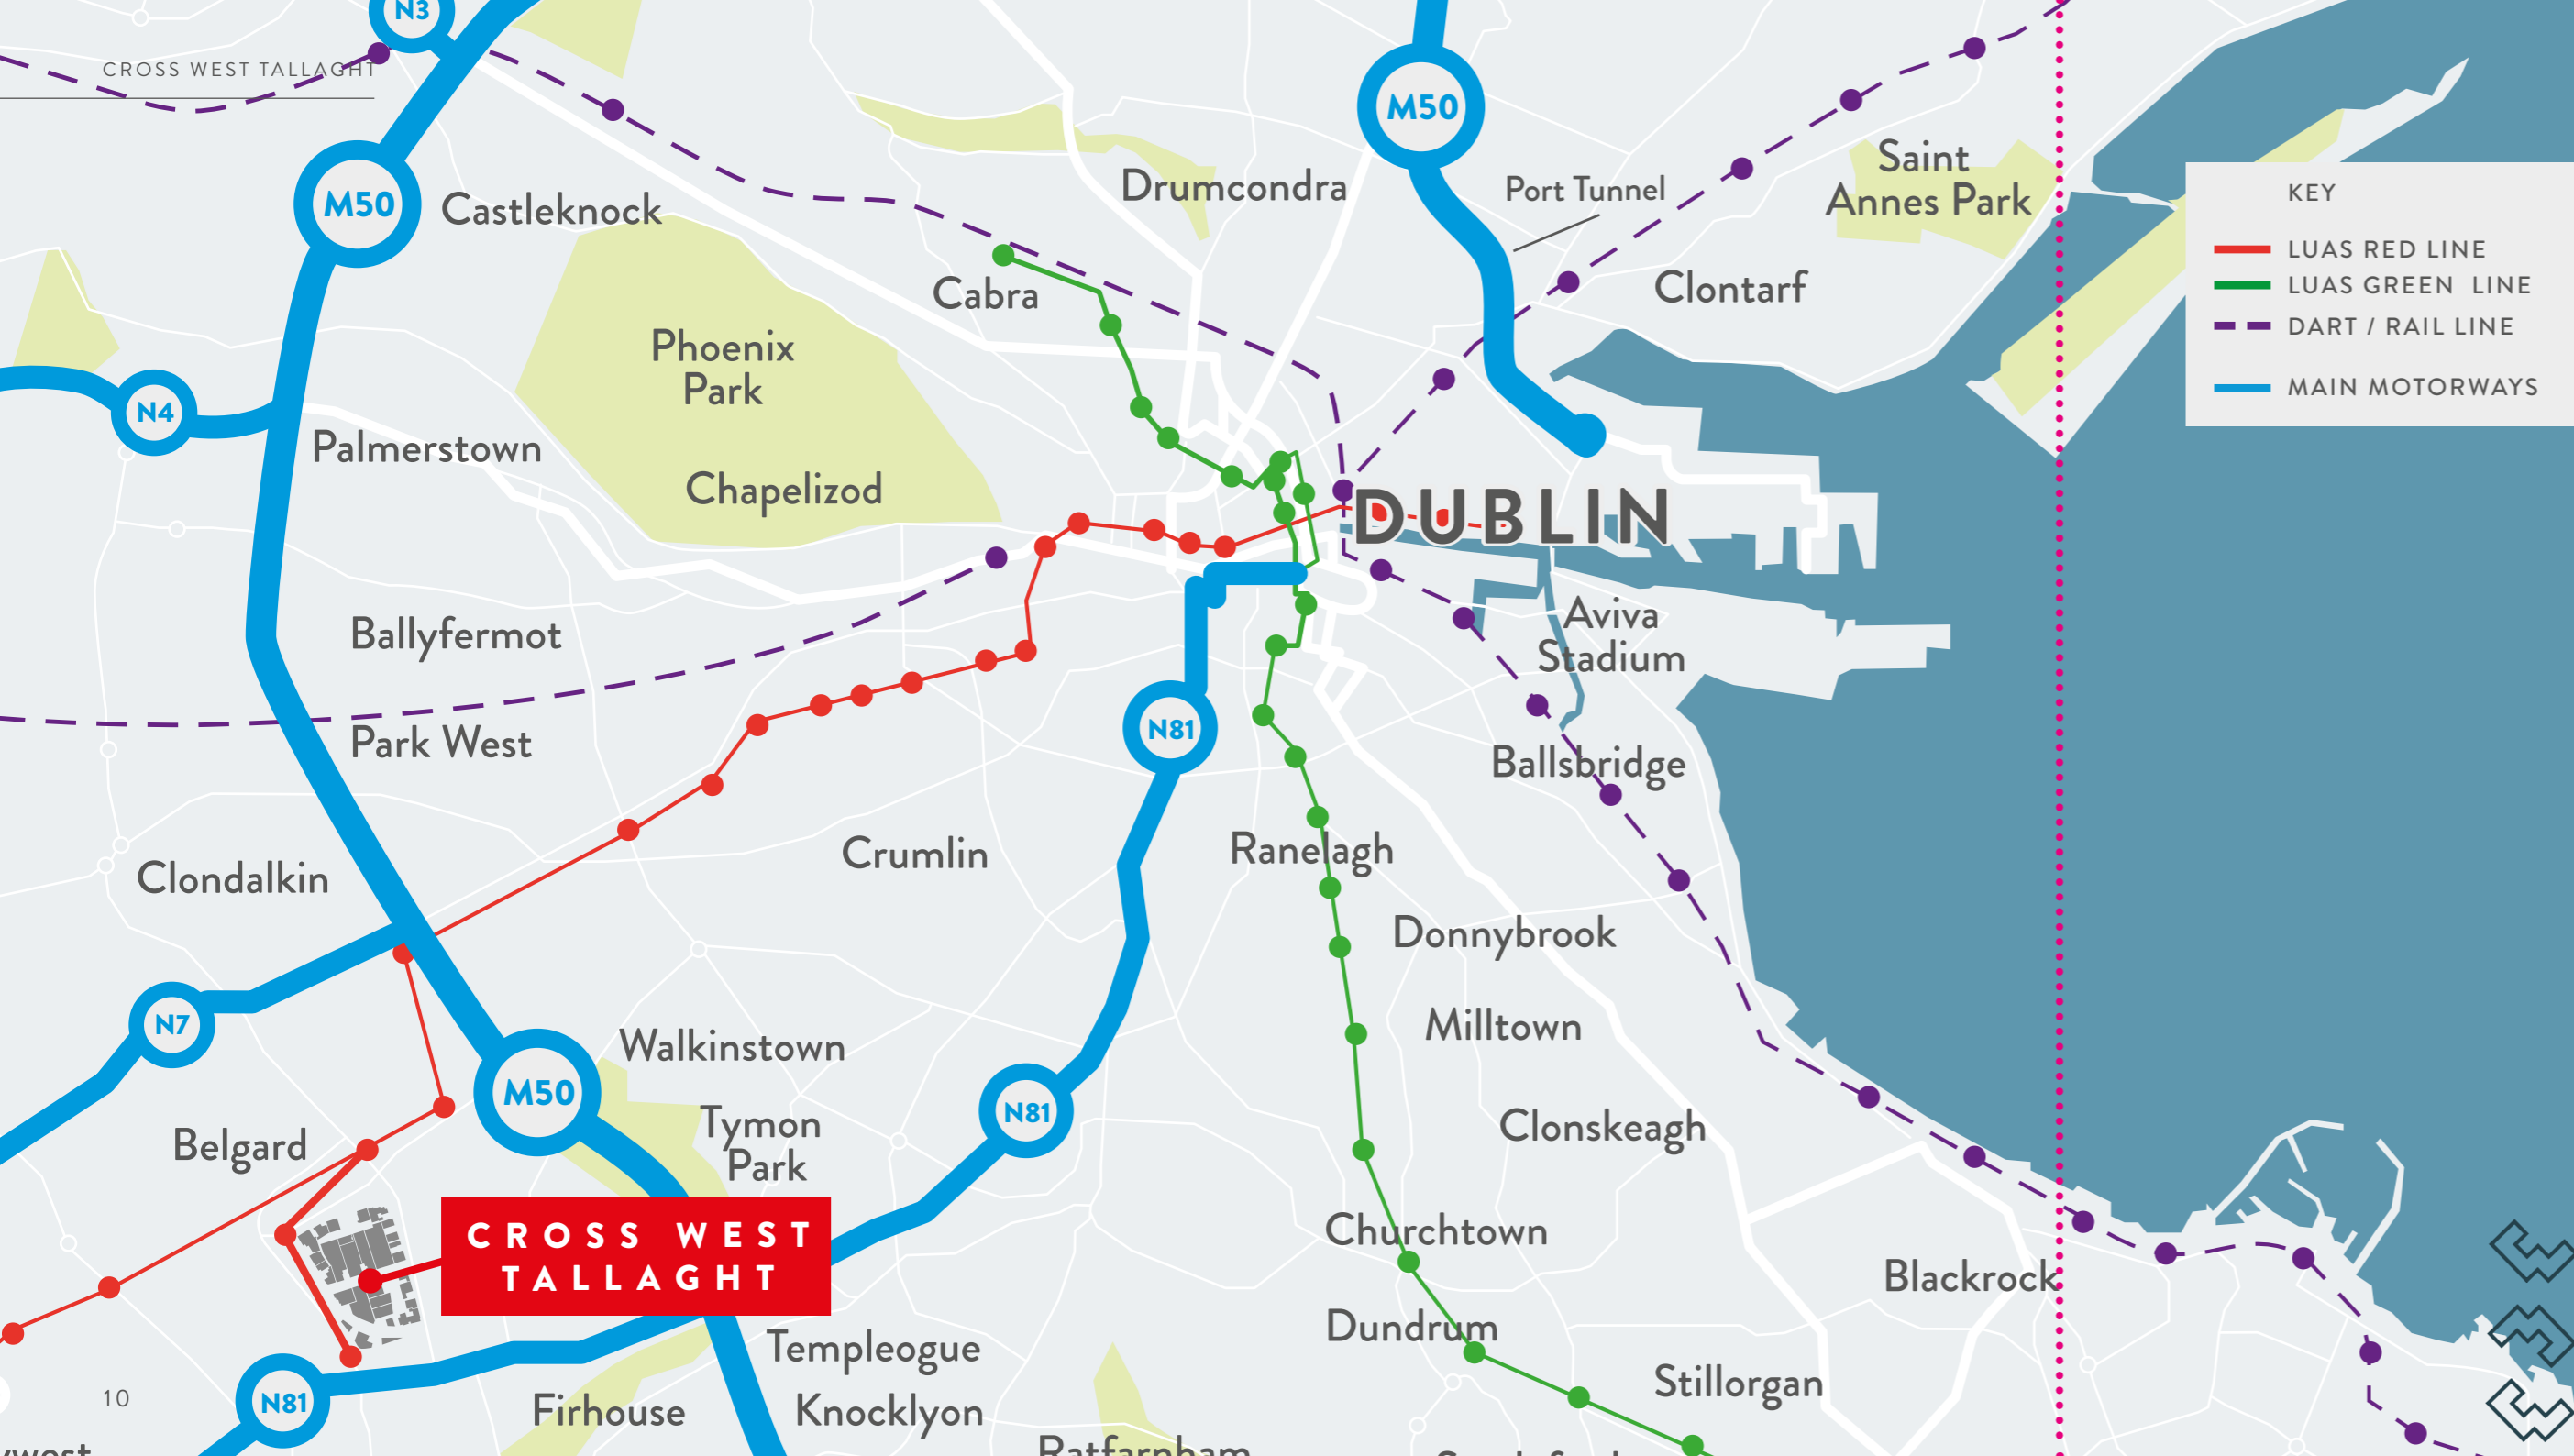 N3
CROSS WEST TALLAGHT
M50
M50
Castleknock
Drumcondra
Port Tunnel
Saint
Annes Park
KEY
LUAS RED LINE
LUAS GREEN LINE
DART / RAIL LINE
MAIN MOTORWAYS
Cabra
Clontarf
Phoenix
Park
N4
Palmerstown
Chapelizod
DUBLIN
Ballyfermot
Aviva
Stadium
Park West
N81
Ballsbridge
Crumlin
Ranelagh
Clondalkin
Donnybrook
N7
Milltown
Walkinstown
M50
N81
Tymon
Park
Clonskeagh
Belgard
CROSS WEST
TALLAGHT
Churchtown
Blackrock
Dundrum
Templeogue
Stillorgan
10
N81
Firhouse
Knocklyon